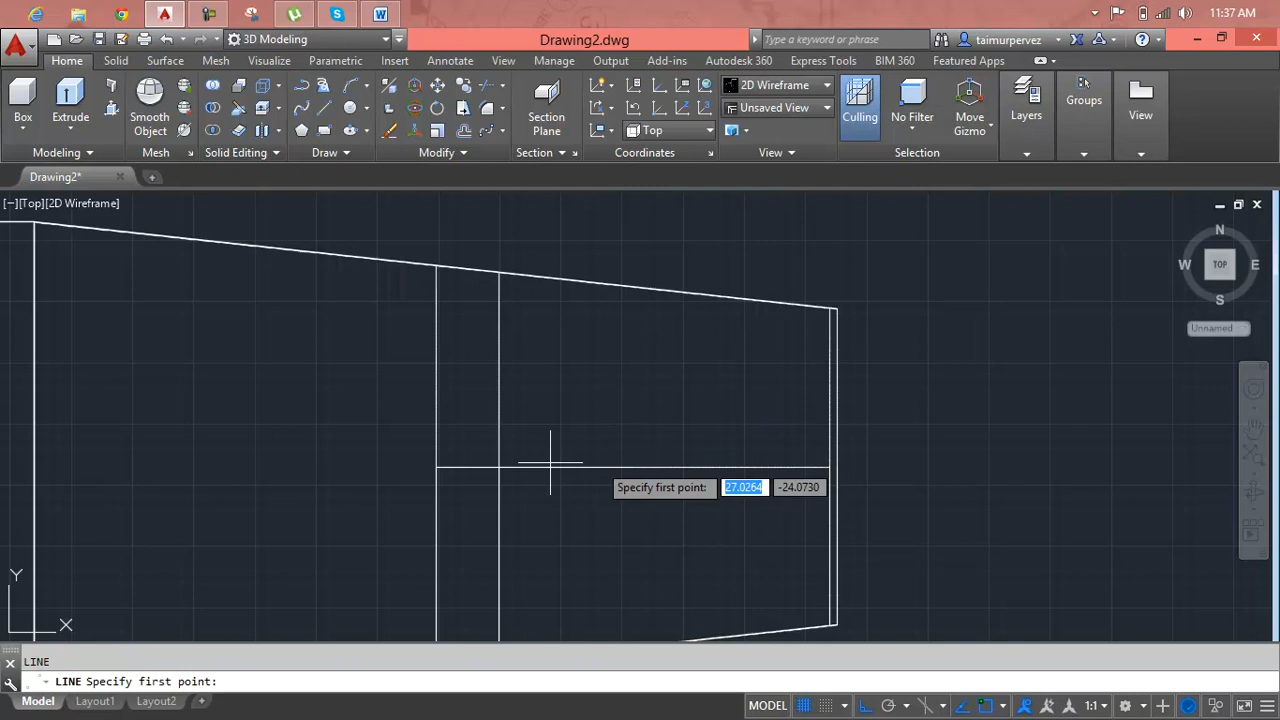 11:37 AM
3D Modeling
Drawing2.dwg
Type a keyword or phrase
taimurpervez
Home Solid Surface Mesh Visualize Parametric Insert Annotate View Manage Output Add-ins Autodesk 360 Express Tools BIM 360 Featured Apps
2D Wireframe
Unsaved View
Top
Box Extrude Smooth Object Section Plane Culling No Filter Move Gizmo Layers Groups View
Modeling Mesh Solid Editing Draw Modify Section Coordinates View Selection
Drawing2*
[−][Top][2D Wireframe]
N
W TOP E
S
Unnamed
Specify first point: 27.0264 -24.0730
Y
X
LINE
LINE Specify first point:
Model Layout1 Layout2
MODEL 1:1